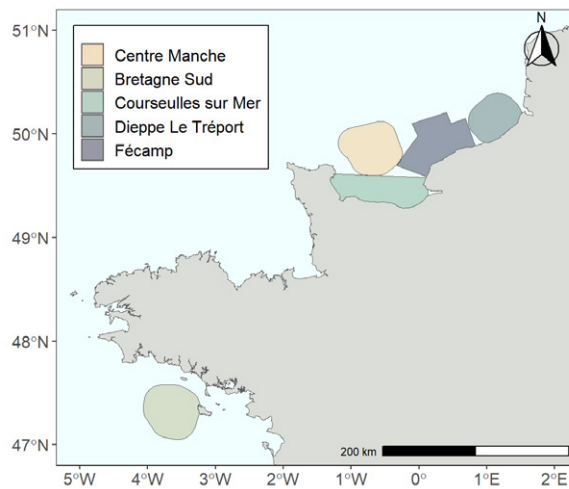 51°N
50°N
49°N
48°N
47°N
Centre Manche
Bretagne Sud
Courseulles sur Mer
Dieppe Le Tréport
Fécamp
N
200 km
5°W
4°W
3°W
2°W
1°W
0°
1°E
2°E